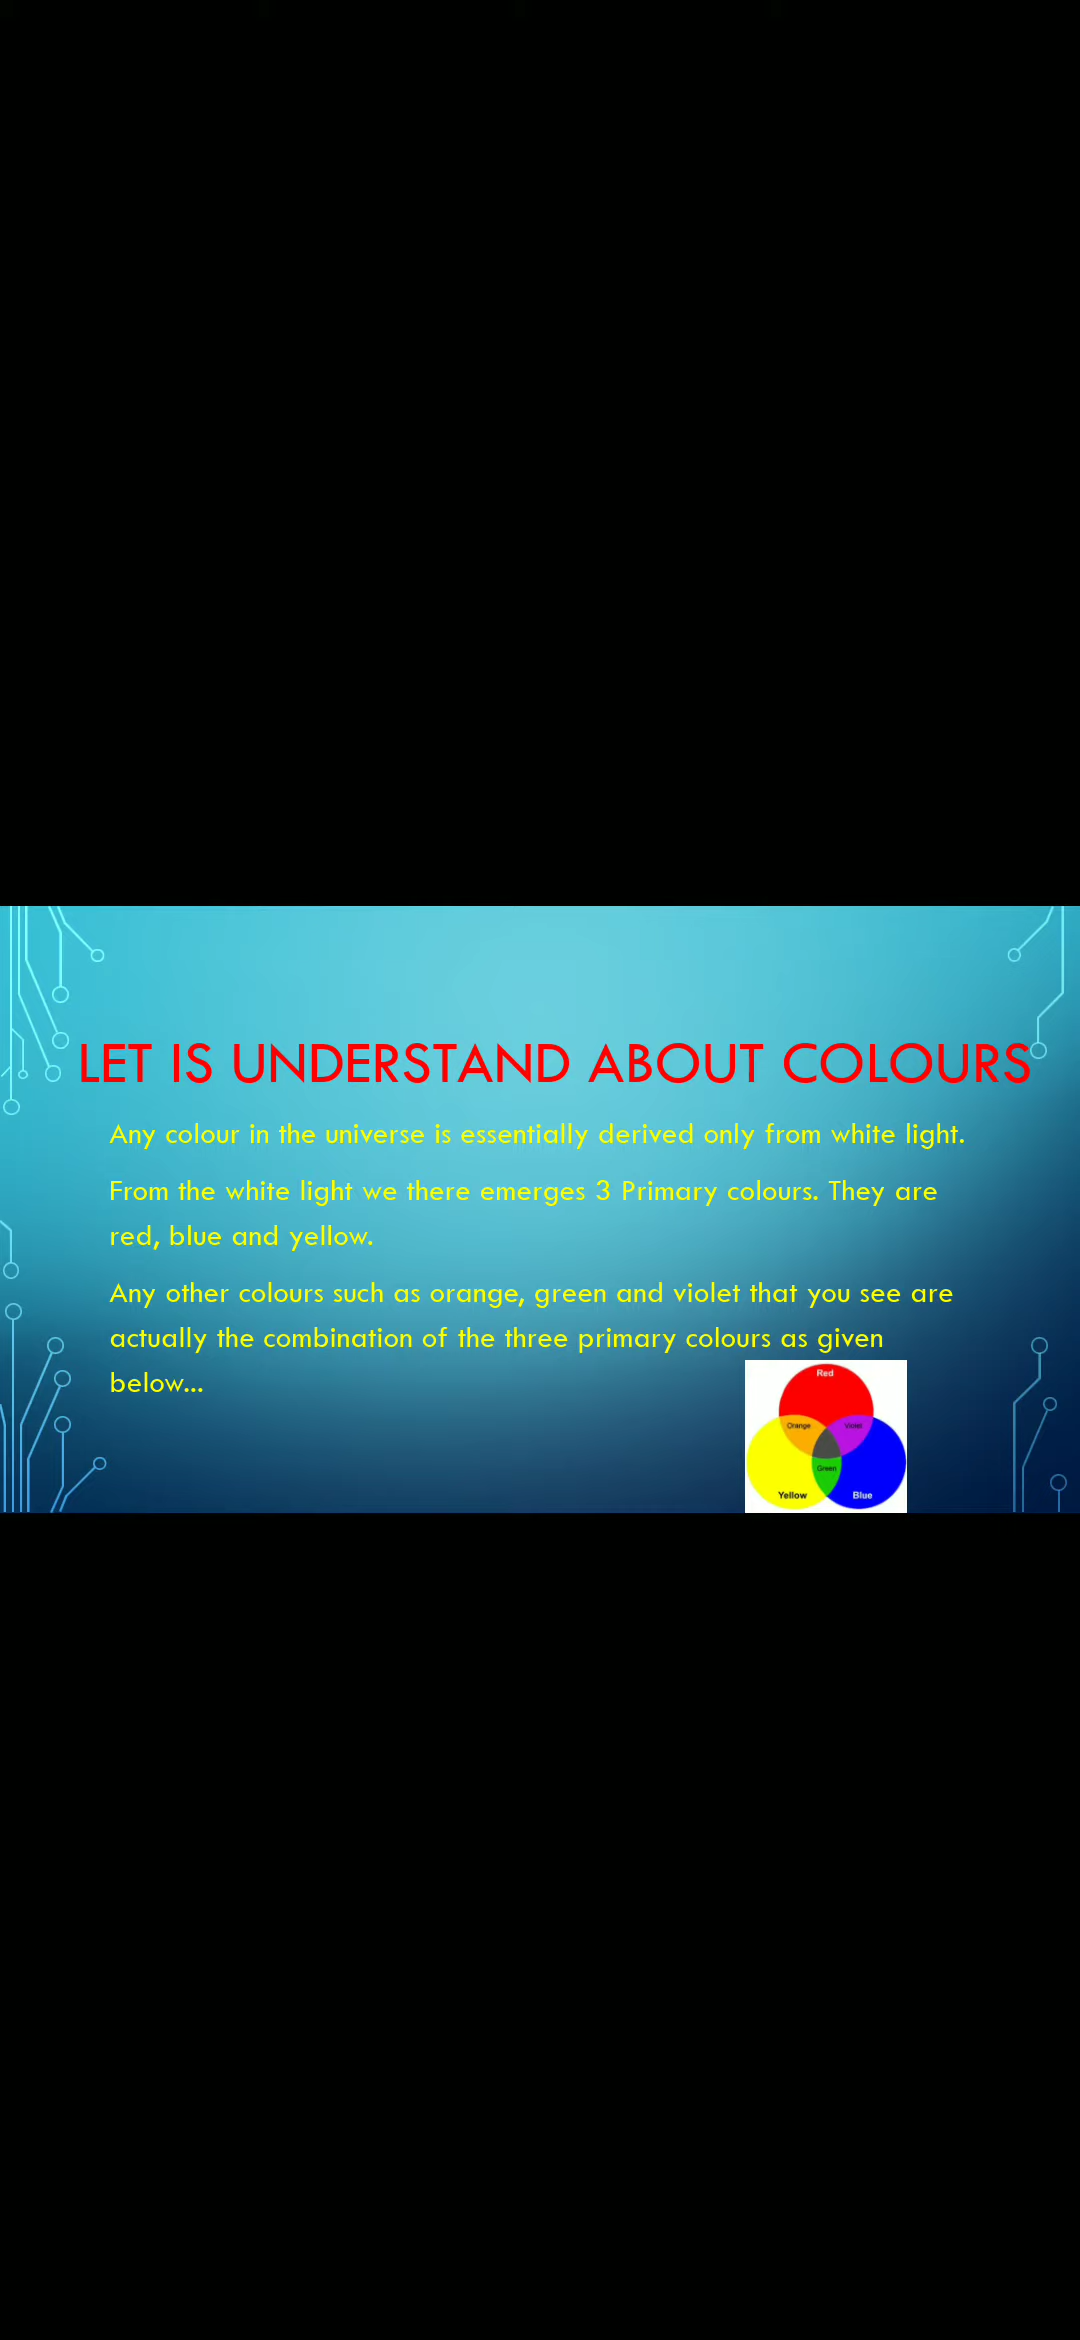 LET IS UNDERSTAND ABOUT COLOURS
Any colour in the universe is essentially derived only from white light.
From the white light we there emerges 3 Primary colours. They are
red, blue and yellow.
Any other colours such as orange, green and violet that you see are
actually the combination of the three primary colours as given
below...
Red
Orange
Violet
Green
Yellow
Blue